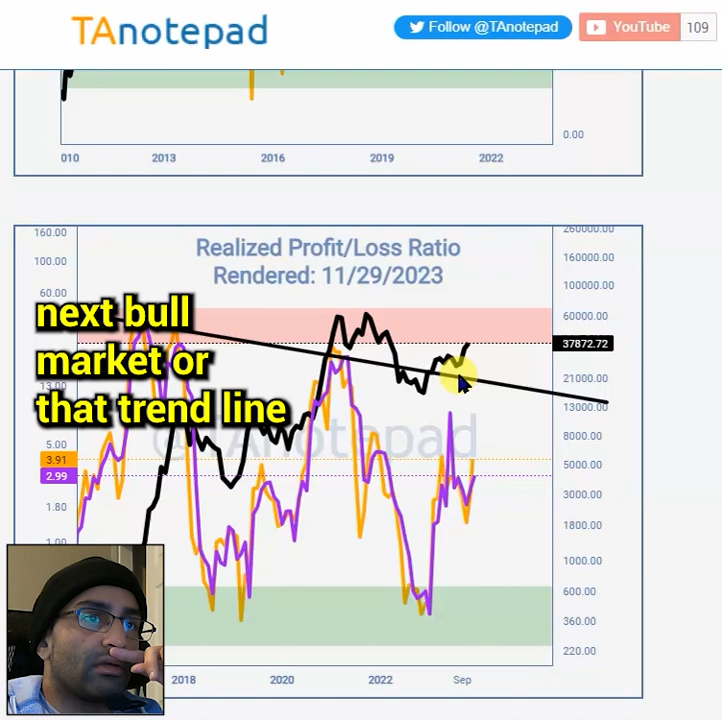 TAnotepad
Follow @TAnotepad
YouTube 109
0.00
010 2013 2016 2019 2022
160.00
100.00
60.00
5.00
3.91
2.99
1.80
Realized Profit/Loss Ratio
Rendered: 11/29/2023
next bull
market or
that trend line
@TAnotepad
260000.00
160000.00
100000.00
60000.00
37872.72
21000.00
13000.00
8000.00
5000.00
3000.00
1800.00
1000.00
600.00
360.00
220.00
2018 2020 2022 Sep